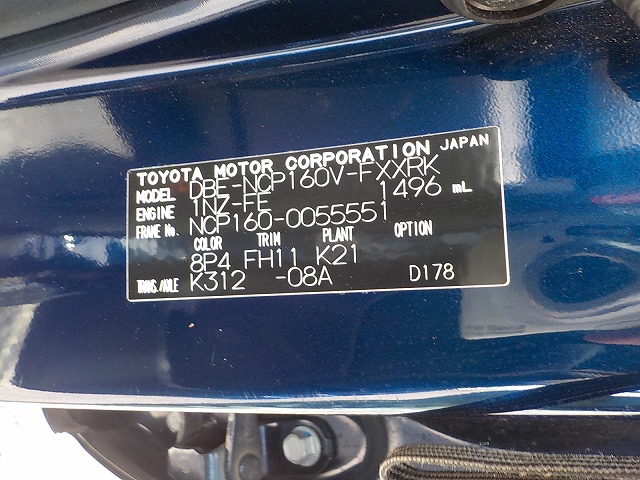 TOYOTA MOTOR CORPORATION JAPAN
MODEL DBE-NCP160V-FXXRK
ENGINE 1NZ-FE 1496 mL
FRAME No. NCP160-0055551
COLOR TRIM PLANT OPTION
8P4 FH11 K21
TRANS./AXLE K312 -08A D178